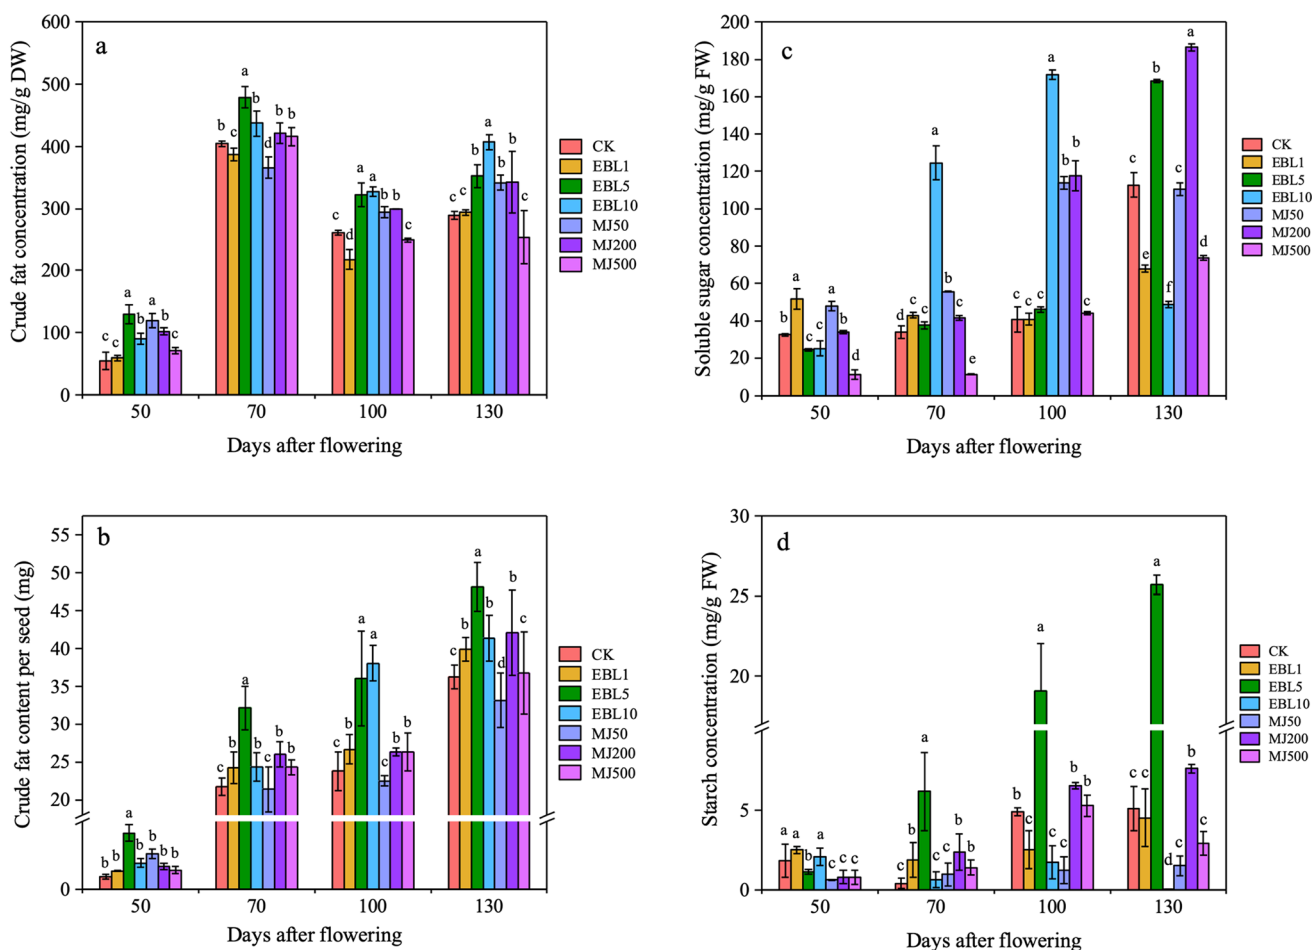 a
Crude fat concentration (mg/g DW)
600
500
400
300
200
100
0
c c a b a b c
b c a b d b b
c d a a b b c
c c b a b b c
50 70 100 130
Days after flowering
CK
EBL1
EBL5
EBL10
MJ50
MJ200
MJ500
c
Soluble sugar concentration (mg/g FW)
200
180
160
140
120
100
80
60
40
20
0
b a c c a b d
d c c a b c e
c c c a b b c
c e b f c a d
50 70 100 130
Days after flowering
CK
EBL1
EBL5
EBL10
MJ50
MJ200
MJ500
b
Crude fat content per seed (mg)
55
50
45
40
35
30
25
20
0
b b a b b b b
c b a b c b b
c b a a c b b
c b a b d b c
50 70 100 130
Days after flowering
CK
EBL1
EBL5
EBL10
MJ50
MJ200
MJ500
d
Starch concentration (mg/g FW)
30
25
20
5
0
a a b a c c c
c b a c c b b
b c a c c b b
c c a d c b c
50 70 100 130
Days after flowering
CK
EBL1
EBL5
EBL10
MJ50
MJ200
MJ500